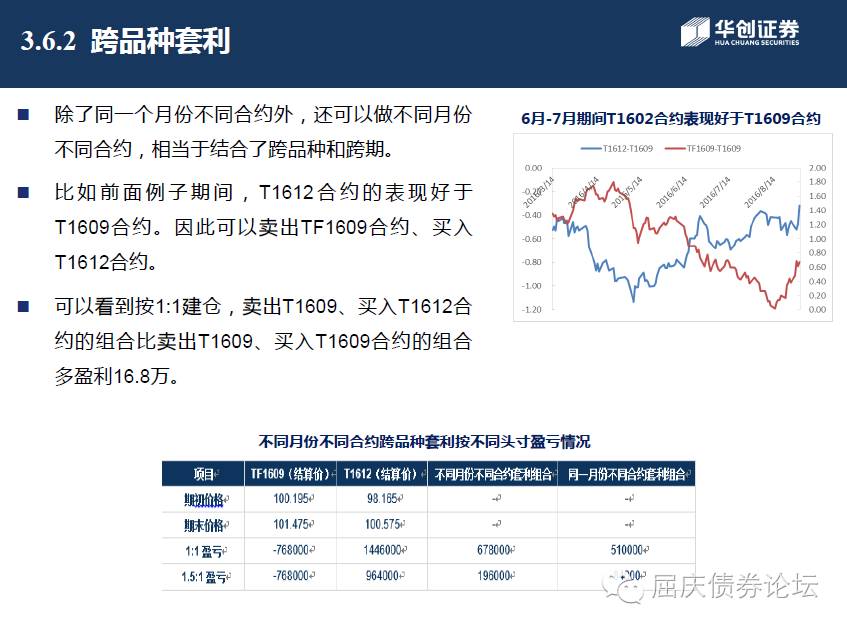 3.6.2 跨品种套利
华创证券
HUA CHUANG SECURITIES
■ 除了同一个月份不同合约外，还可以做不同月份
不同合约，相当于结合了跨品种和跨期。
■ 比如前面例子期间，T1612合约的表现好于
T1609合约。因此可以卖出TF1609合约、买入
T1612合约。
■ 可以看到按1:1建仓，卖出T1609、买入T1612合
约的组合比卖出T1609、买入T1609合约的组合
多盈利16.8万。
6月-7月期间T1602合约表现好于T1609合约
T1612-T1609 TF1609-T1609
0.00 2.00
-0.20 1.80
-0.40 1.60
-0.60 1.40
-0.80 1.20
-1.00 1.00
-1.20 0.80
0.60
0.40
0.20
0.00
2016/3/14 2016/4/14 2016/5/14 2016/6/14 2016/7/14 2016/8/14
不同月份不同合约跨品种套利按不同头寸盈亏情况
项目 TF1609（结算价） T1612（结算价） 不同月份不同合约套利组合 同一月份不同合约套利组合
期初价格 100.195 98.165 -- --
期末价格 101.475 100.575 -- --
1:1盈亏 -768000 1446000 678000 510000
1.5:1盈亏 -768000 964000 196000
屈庆债券论坛